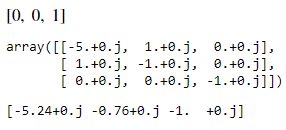 [0, 0, 1]
array([[-5.+0.j,  1.+0.j,  0.+0.j],
       [ 1.+0.j, -1.+0.j,  0.+0.j],
       [ 0.+0.j,  0.+0.j, -1.+0.j]])
[-5.24+0.j -0.76+0.j -1.  +0.j]